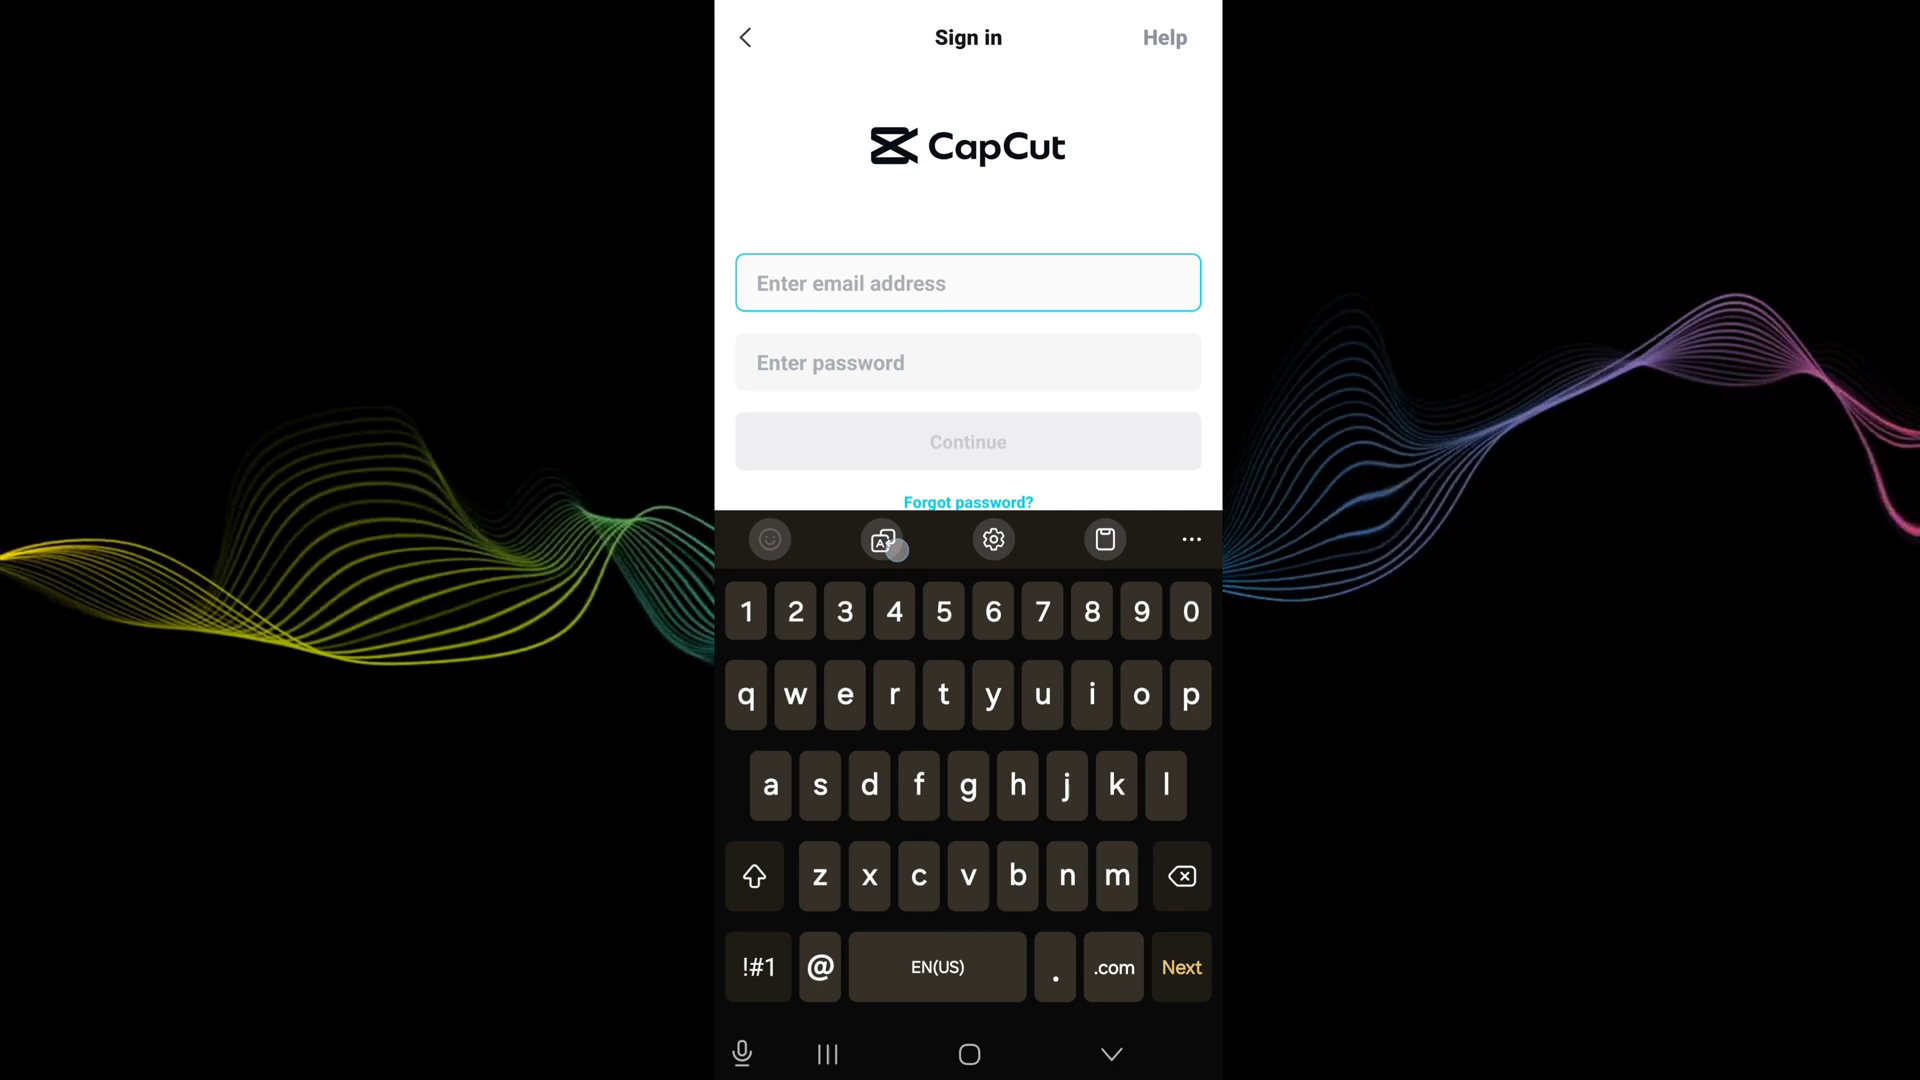 Sign in
Help
CapCut
Enter email address
Enter password
Continue
Forgot password?
1 2 3 4 5 6 7 8 9 0
q w e r t y u i o p
a s d f g h j k l
z x c v b n m
!#1 @ EN(US) . .com Next